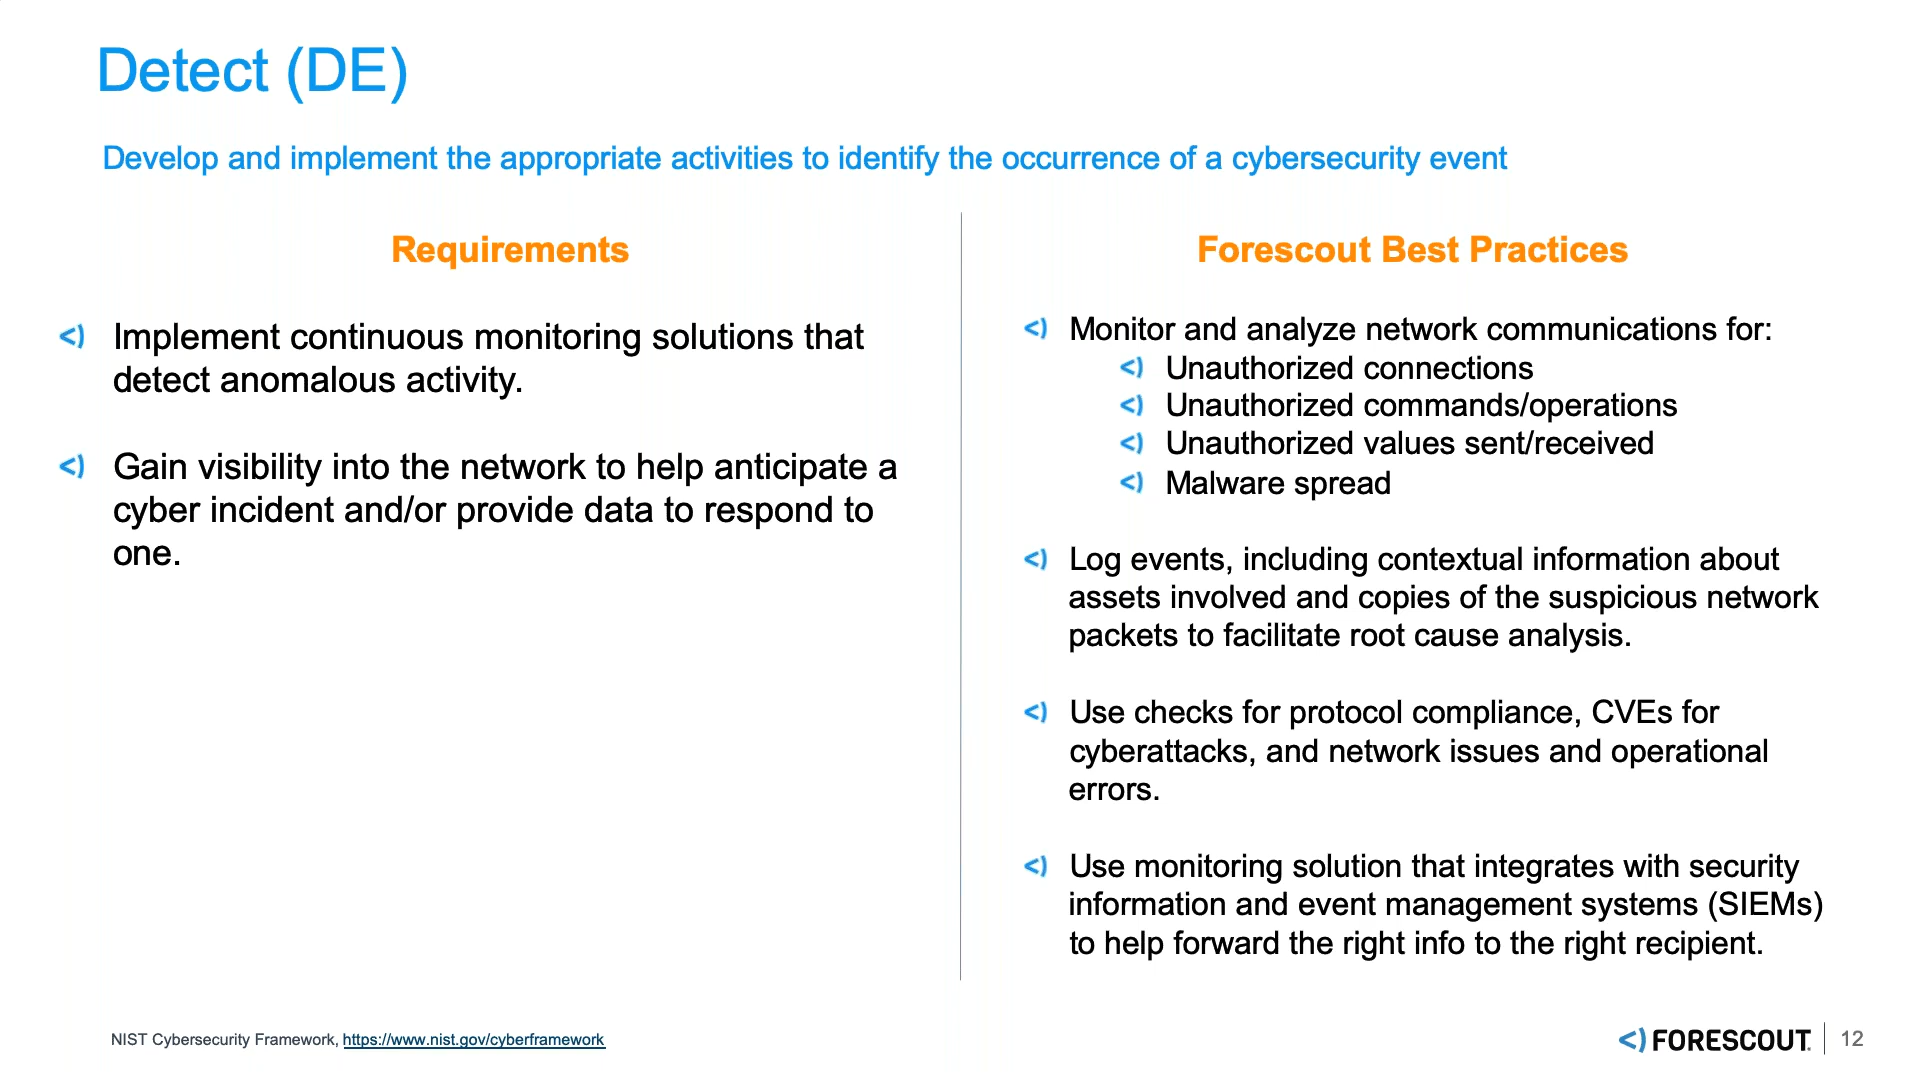 Detect (DE)
Develop and implement the appropriate activities to identify the occurrence of a cybersecurity event
Requirements
Implement continuous monitoring solutions that
detect anomalous activity.
Gain visibility into the network to help anticipate a
cyber incident and/or provide data to respond to
one.
Forescout Best Practices
Monitor and analyze network communications for:
Unauthorized connections
Unauthorized commands/operations
Unauthorized values sent/received
Malware spread
Log events, including contextual information about
assets involved and copies of the suspicious network
packets to facilitate root cause analysis.
Use checks for protocol compliance, CVEs for
cyberattacks, and network issues and operational
errors.
Use monitoring solution that integrates with security
information and event management systems (SIEMs)
to help forward the right info to the right recipient.
NIST Cybersecurity Framework, https://www.nist.gov/cyberframework
FORESCOUT. 12